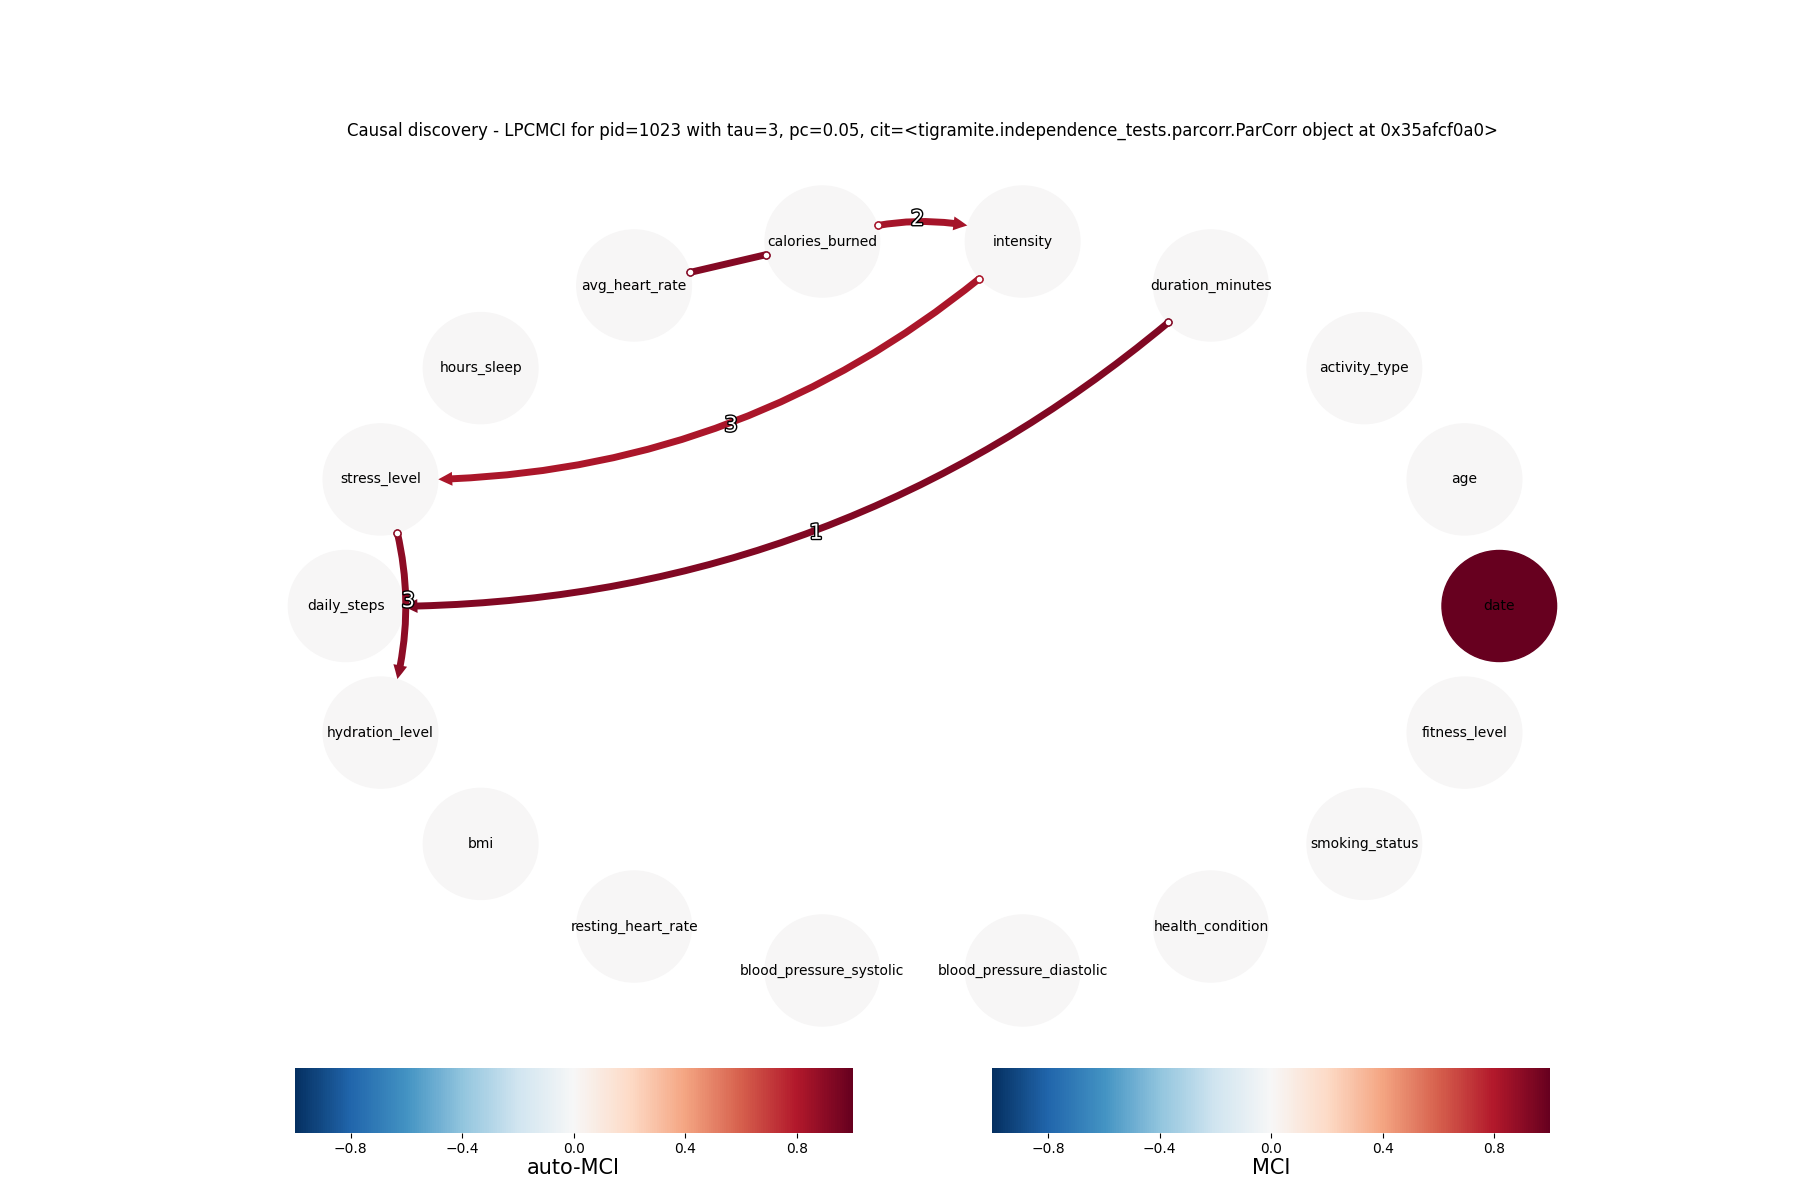 Causal discovery - LPCMCI for pid=1023 with tau=3, pc=0.05, cit=<tigramite.independence_tests.parcorr.ParCorr object at 0x35afcf0a0>
2
calories_burned
intensity
avg_heart_rate
duration_minutes
hours_sleep
activity_type
3
stress_level
age
1
3
daily_steps
date
hydration_level
fitness_level
bmi
smoking_status
resting_heart_rate
health_condition
blood_pressure_systolic
blood_pressure_diastolic
−0.8 −0.4 0.0 0.4 0.8
auto-MCI
−0.8 −0.4 0.0 0.4 0.8
MCI